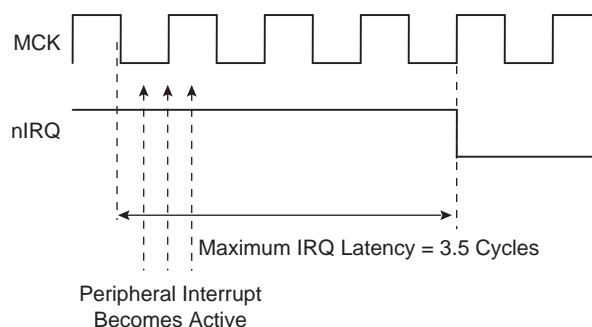 MCK
nIRQ
Maximum IRQ Latency = 3.5 Cycles
Peripheral Interrupt
Becomes Active